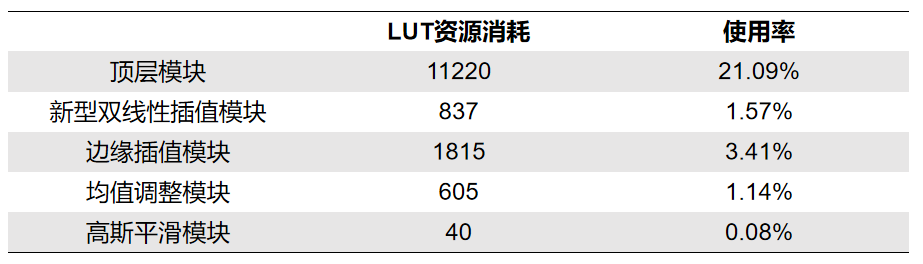 LUT资源消耗 使用率
顶层模块 11220 21.09%
新型双线性插值模块 837 1.57%
边缘插值模块 1815 3.41%
均值调整模块 605 1.14%
高斯平滑模块 40 0.08%